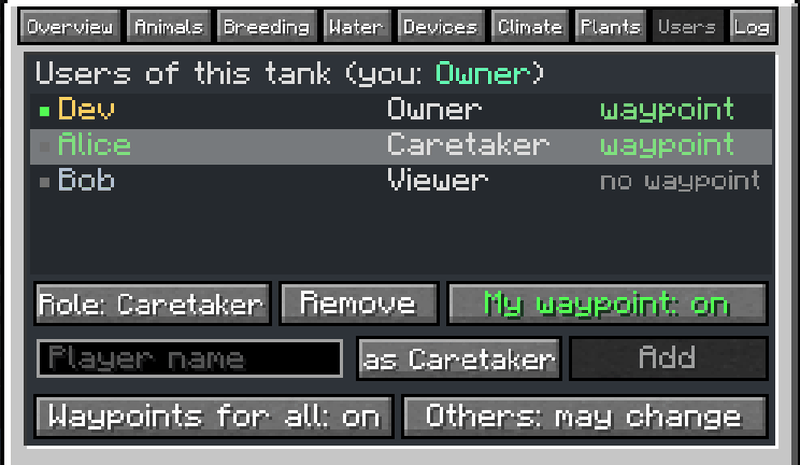 Overview Animals Breeding Water Devices Climate Plants Users Log
Users of this tank (you: Owner)
Dev Owner waypoint
Alice Caretaker waypoint
Bob Viewer no waypoint
Role: Caretaker Remove My waypoint: on
Player name as Caretaker Add
Waypoints for all: on Others: may change